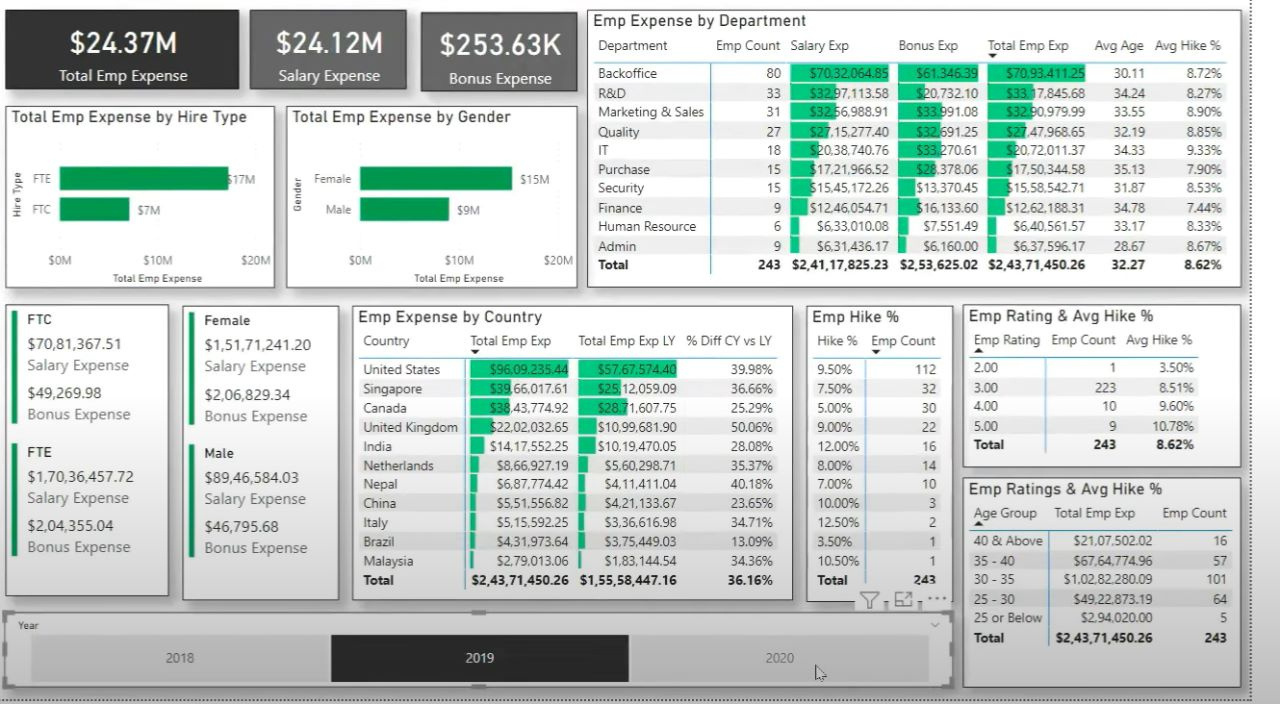 $24.37M
Total Emp Expense
$24.12M
Salary Expense
$253.63K
Bonus Expense
Emp Expense by Department
Department Emp Count Salary Exp Bonus Exp Total Emp Exp Avg Age Avg Hike %
Backoffice 80 $70,32,064.85 $61,346.39 $70,93,411.25 30.11 8.72%
R&D 33 $32,97,113.58 $20,732.10 $33,17,845.68 34.24 8.27%
Marketing & Sales 31 $32,56,988.91 $33,991.08 $32,90,979.99 33.55 8.90%
Quality 27 $27,15,277.40 $32,691.25 $27,47,968.65 32.19 8.85%
IT 18 $20,38,740.76 $33,270.61 $20,72,011.37 34.33 9.33%
Purchase 15 $17,21,966.52 $28,378.06 $17,50,344.58 35.13 7.90%
Security 15 $15,45,172.26 $13,370.45 $15,58,542.71 31.87 8.53%
Finance 9 $12,46,054.71 $16,133.60 $12,62,188.31 34.78 7.44%
Human Resource 6 $6,33,010.08 $7,551.49 $6,40,561.57 33.17 8.33%
Admin 9 $6,31,436.17 $6,160.00 $6,37,596.17 28.67 8.67%
Total 243 $2,41,17,825.23 $2,53,625.02 $2,43,71,450.26 32.27 8.62%
Total Emp Expense by Hire Type
Hire Type
FTE $17M
FTC $7M
$0M $10M $20M
Total Emp Expense
Total Emp Expense by Gender
Gender
Female $15M
Male $9M
$0M $10M $20M
Total Emp Expense
FTC
$70,81,367.51
Salary Expense
$49,269.98
Bonus Expense
FTE
$1,70,36,457.72
Salary Expense
$2,04,355.04
Bonus Expense
Female
$1,51,71,241.20
Salary Expense
$2,06,829.34
Bonus Expense
Male
$89,46,584.03
Salary Expense
$46,795.68
Bonus Expense
Emp Expense by Country
Country Total Emp Exp Total Emp Exp LY % Diff CY vs LY
United States $96,09,235.44 $57,67,574.40 39.98%
Singapore $39,66,017.61 $25,12,059.09 36.66%
Canada $38,43,774.92 $28,71,607.75 25.29%
United Kingdom $22,02,032.65 $10,99,681.90 50.06%
India $14,17,552.25 $10,19,470.05 28.08%
Netherlands $8,66,927.19 $5,60,298.71 35.37%
Nepal $6,87,774.42 $4,11,411.04 40.18%
China $5,51,556.82 $4,21,133.67 23.65%
Italy $5,15,592.25 $3,36,616.98 34.71%
Brazil $4,31,973.64 $3,75,449.03 13.09%
Malaysia $2,79,013.06 $1,83,144.54 34.36%
Total $2,43,71,450.26 $1,55,58,447.16 36.16%
Emp Hike %
Hike % Emp Count
9.50% 112
7.50% 32
5.00% 30
9.00% 22
12.00% 16
8.00% 14
7.00% 10
10.00% 3
12.50% 2
3.50% 1
10.50% 1
Total 243
Emp Rating & Avg Hike %
Emp Rating Emp Count Avg Hike %
2.00 1 3.50%
3.00 223 8.51%
4.00 10 9.60%
5.00 9 10.78%
Total 243 8.62%
Emp Ratings & Avg Hike %
Age Group Total Emp Exp Emp Count
40 & Above $21,07,502.02 16
35 - 40 $67,64,774.96 57
30 - 35 $1,02,82,280.09 101
25 - 30 $49,22,873.19 64
25 or Below $2,94,020.00 5
Total $2,43,71,450.26 243
Year
2018 2019 2020